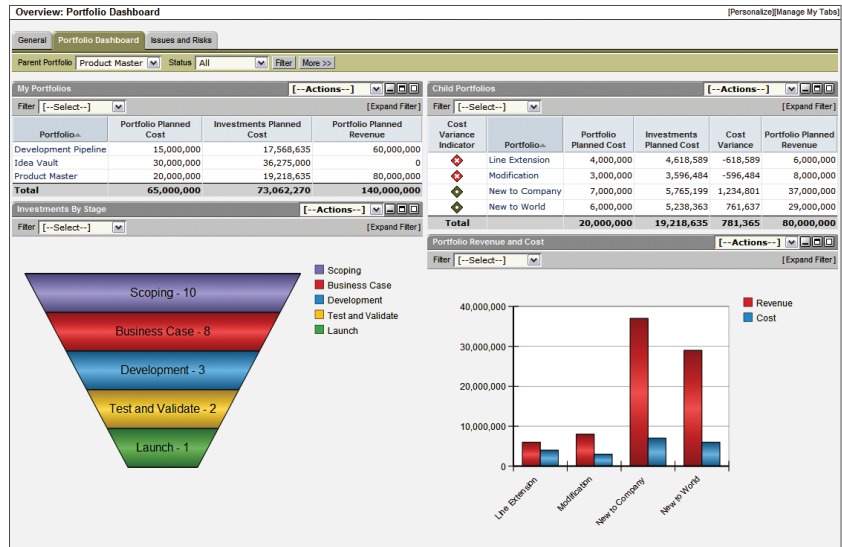 Overview: Portfolio Dashboard [Personalize][Manage My Tabs]
General Portfolio Dashboard Issues and Risks
Parent Portfolio Product Master Status All Filter More >>
My Portfolios [--Actions--]
Filter [--Select--] [Expand Filter]
Portfolio Portfolio Planned Cost Investments Planned Cost Portfolio Planned Revenue
Development Pipeline 15,000,000 17,568,635 60,000,000
Idea Vault 30,000,000 36,275,000 0
Product Master 20,000,000 19,218,635 80,000,000
Total 65,000,000 73,062,270 140,000,000
Investments By Stage [--Actions--]
Filter [--Select--] [Expand Filter]
Scoping - 10
Business Case - 8
Development - 3
Test and Validate - 2
Launch - 1
Scoping
Business Case
Development
Test and Validate
Launch
Child Portfolios [--Actions--]
Filter [--Select--] [Expand Filter]
Cost Variance Indicator Portfolio Portfolio Planned Cost Investments Planned Cost Cost Variance Portfolio Planned Revenue
Line Extension 4,000,000 4,618,589 -618,589 6,000,000
Modification 3,000,000 3,596,484 -596,484 8,000,000
New to Company 7,000,000 5,765,199 1,234,801 37,000,000
New to World 6,000,000 5,238,363 761,637 29,000,000
Total 20,000,000 19,218,635 781,365 80,000,000
Portfolio Revenue and Cost [--Actions--]
Filter [--Select--] [Expand Filter]
40,000,000
30,000,000
20,000,000
10,000,000
0
Line Extension
Modification
New to Company
New to World
Revenue
Cost